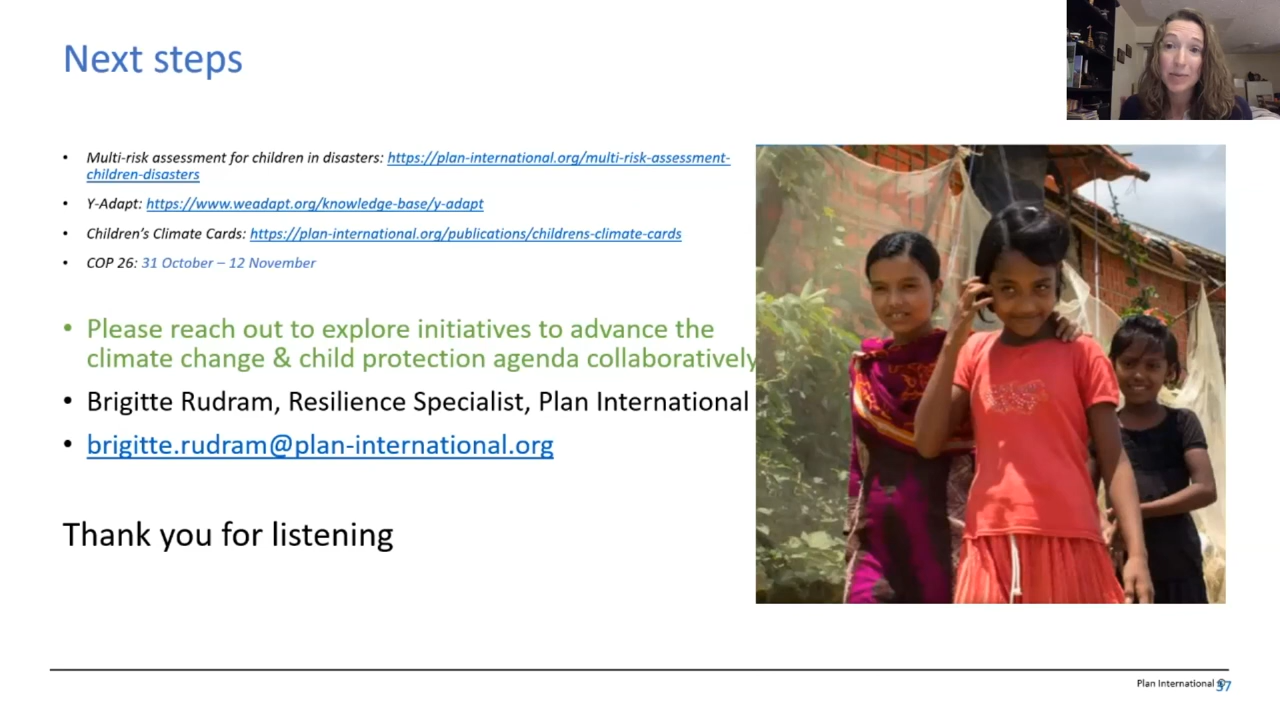 Next steps
• Multi-risk assessment for children in disasters: https://plan-international.org/multi-risk-assessment-
children-disasters
• Y-Adapt: https://www.weadapt.org/knowledge-base/y-adapt
• Children's Climate Cards: https://plan-international.org/publications/childrens-climate-cards
• COP 26: 31 October – 12 November
• Please reach out to explore initiatives to advance the
climate change & child protection agenda collaboratively
• Brigitte Rudram, Resilience Specialist, Plan International
• brigitte.rudram@plan-international.org
Thank you for listening
Plan International © 37